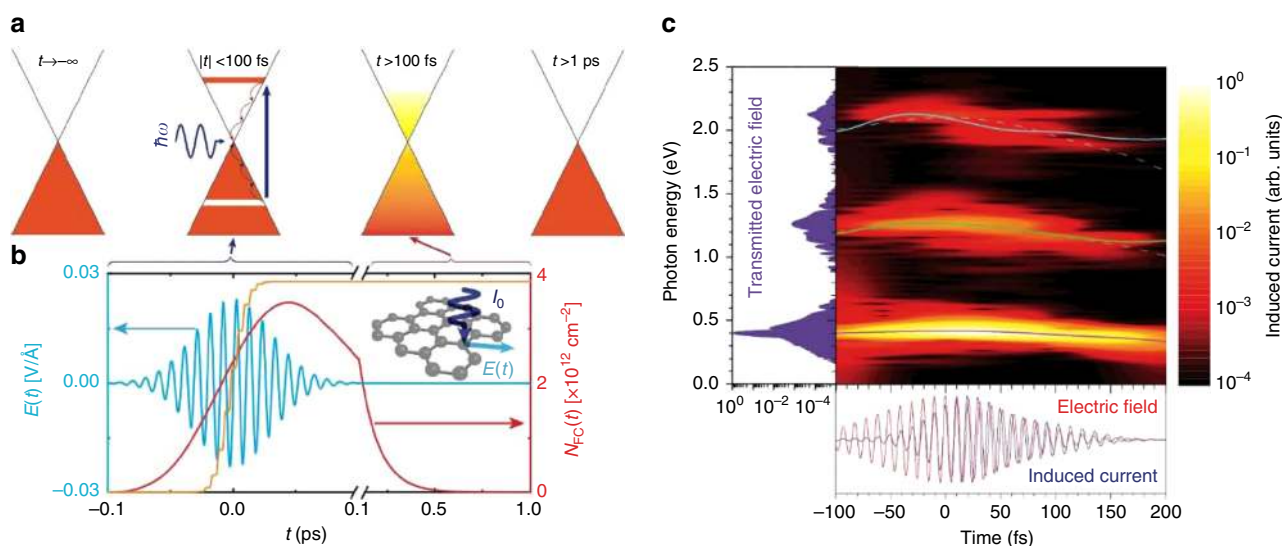 a
t→−∞
|t| <100 fs
t >100 fs
t >1 ps
ħω
b
0.03
0.00
−0.03
E(t) [V/Å]
I0
E(t)
4
2
0
NFC(t) [×10^12 cm−2]
−0.1
0.0
0.1
0.5
1.0
t (ps)
c
Transmitted electric field
Photon energy (eV)
2.5
2.0
1.5
1.0
0.5
0.0
10^0 10^−2 10^−4
10^0
10^−1
10^−2
10^−3
10^−4
Induced current (arb. units)
Electric field
Induced current
−100 −50 0 50 100 150 200
Time (fs)